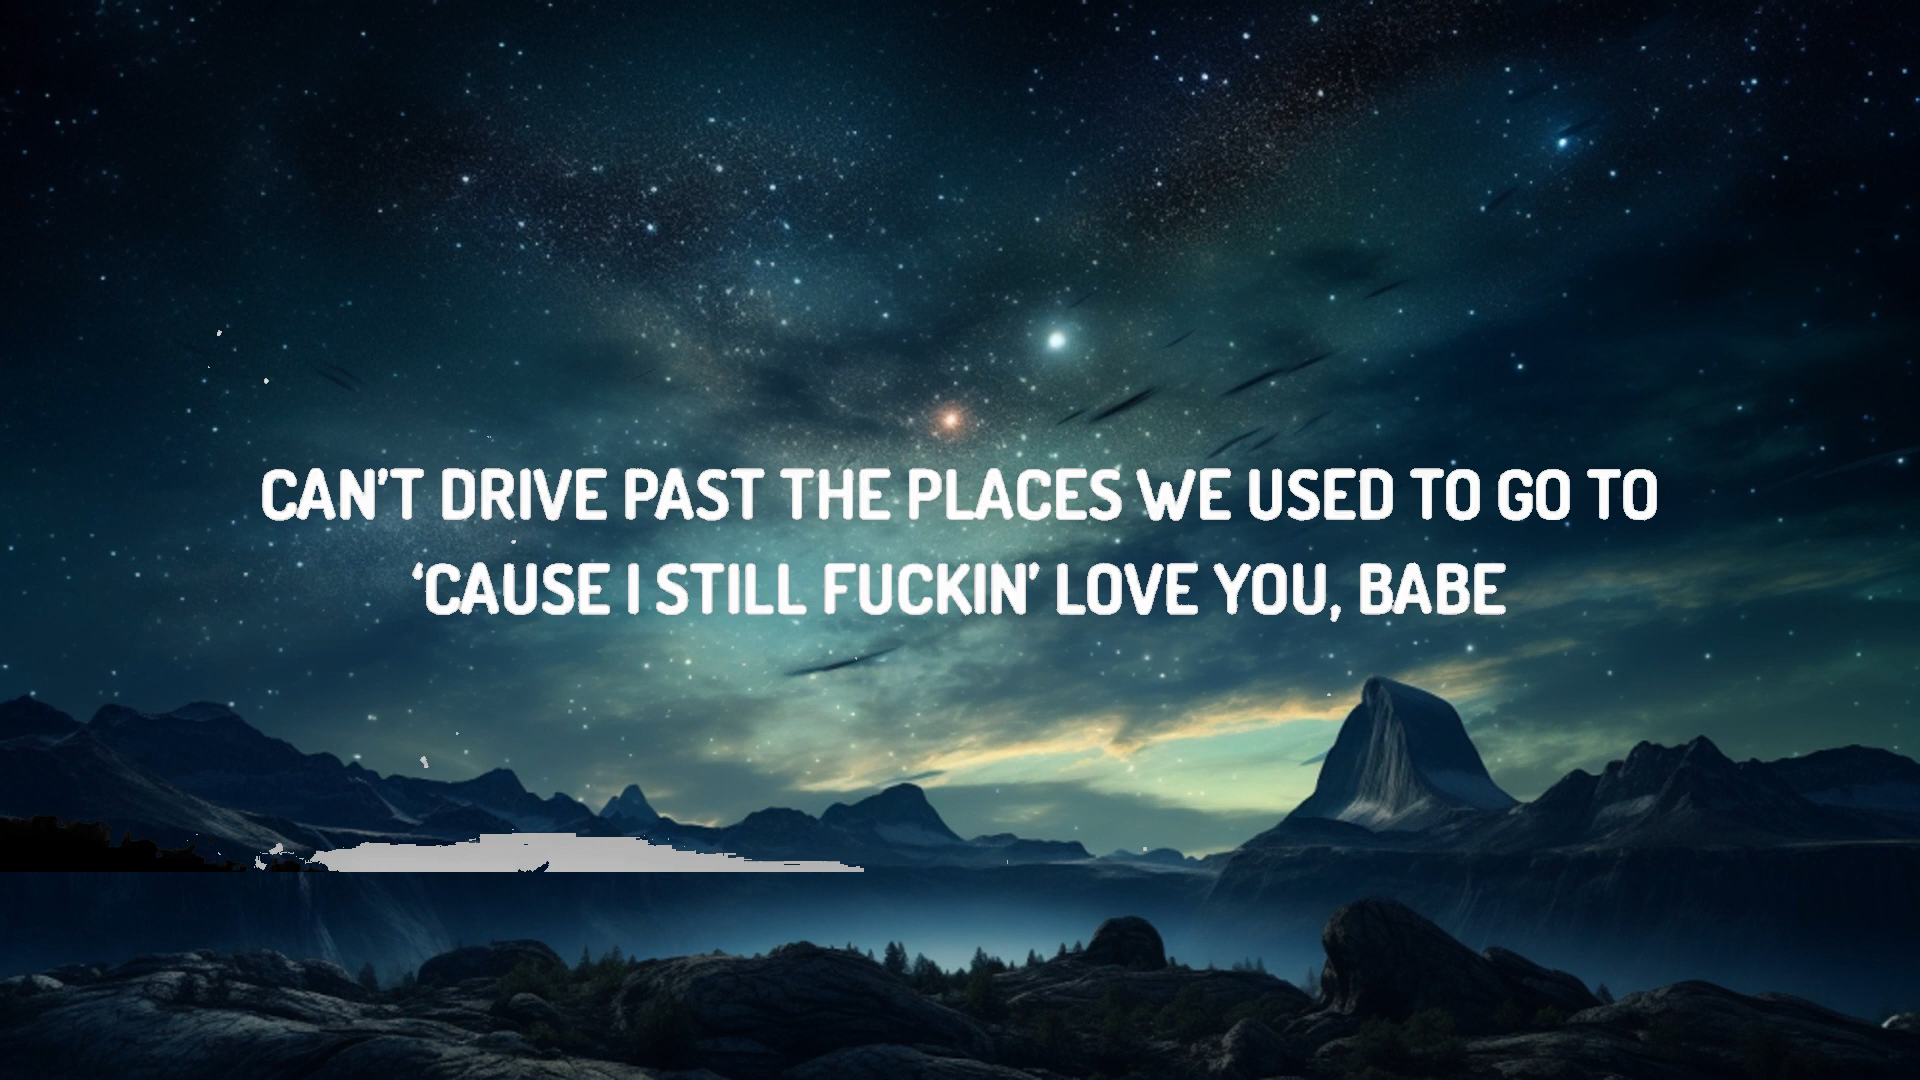 CAN'T DRIVE PAST THE PLACES WE USED TO GO TO
‘CAUSE I STILL FUCKIN’ LOVE YOU, BABE